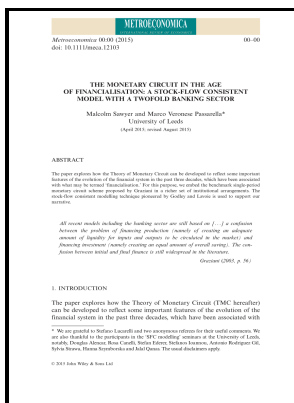 METROECONOMICA
INTERNATIONAL REVIEW OF ECONOMICS
Metroeconomica 00:00 (2015) 00–00
doi: 10.1111/meca.12103
THE MONETARY CIRCUIT IN THE AGE
OF FINANCIALISATION: A STOCK-FLOW CONSISTENT
MODEL WITH A TWOFOLD BANKING SECTOR
Malcolm Sawyer and Marco Veronese Passarella*
University of Leeds
(April 2015, revised August 2015)
ABSTRACT
The paper explores how the Theory of Monetary Circuit can be developed to reflect some important
features of the evolution of the financial system in the past three decades, which have been associated
with what may be termed 'financialisation.' For this purpose, we embed the benchmark single-period
monetary circuit scheme proposed by Graziani in a richer set of institutional arrangements. The
stock-flow consistent modelling technique pioneered by Godley and Lavoie is used to support our
narrative.
All recent models including the banking sector are still based on [...] a confusion
between the problem of financing production (namely of creating an adequate
amount of liquidity for inputs and outputs to be circulated in the market) and
financing investment (namely creating an equal amount of overall saving). The con-
fusion between initial and final finance is still widespread in the literature.
Graziani (2003, p. 36)
1. INTRODUCTION
The paper explores how the Theory of Monetary Circuit (TMC hereafter)
can be developed to reflect some important features of the evolution of the
financial system in the past three decades, which have been associated with
* We are grateful to Stefano Lucarelli and two anonymous referees for their useful comments. We
are also thankful to the participants in the 'SFC modelling' seminar at the University of Leeds,
notably, Douglas Alencar, Rosa Canelli, Stefan Ederer, Stefanos Ioannou, Antonio Rodriguez Gil,
Sylvia Strawa, Hanna Szymborska and Jalal Qanas. The usual disclaimers apply.
© 2015 John Wiley & Sons Ltd